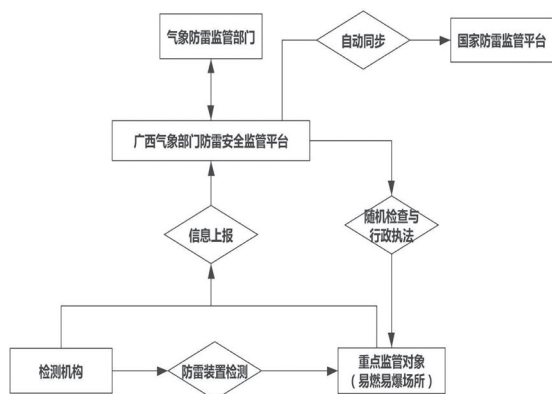 气象防雷监管部门
自动同步
国家防雷监管平台
广西气象部门防雷安全监管平台
信息上报
随机检查与
行政执法
检测机构
防雷装置检测
重点监管对象
（易燃易爆场所）